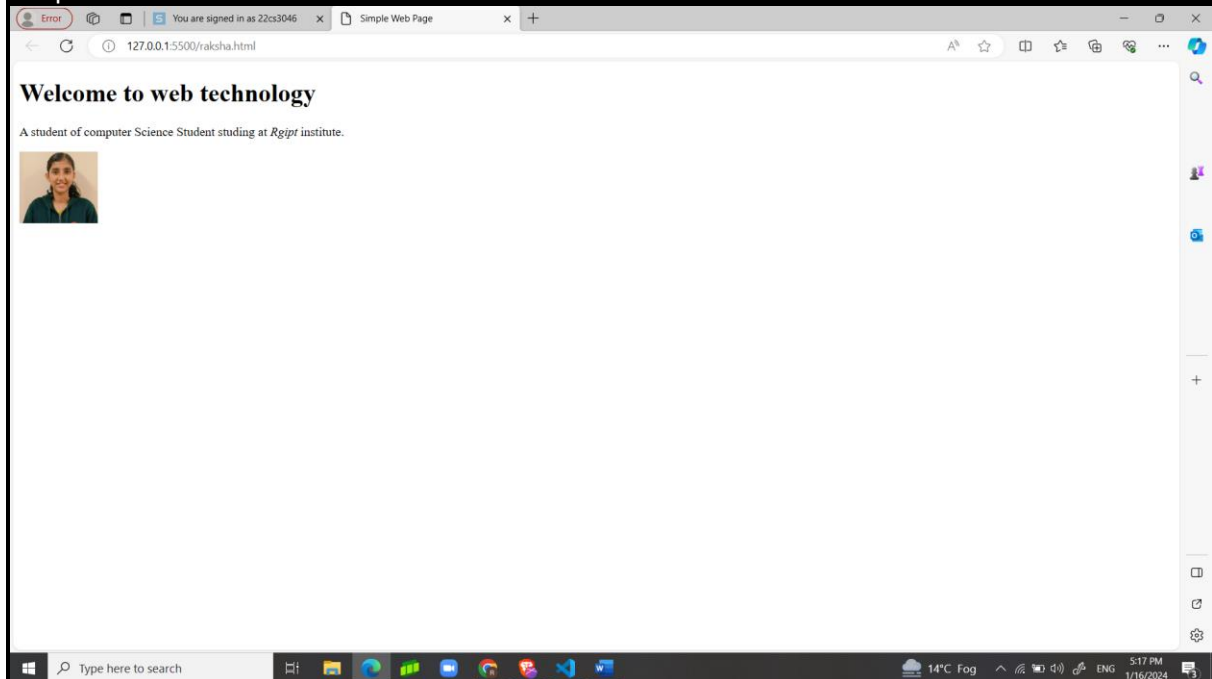 Error
You are signed in as 22cs3046
Simple Web Page
127.0.0.1:5500/raksha.html
Welcome to web technology
A student of computer Science Student studing at Rgipt institute.
Type here to search
14°C Fog
ENG
5:17 PM
1/16/2024